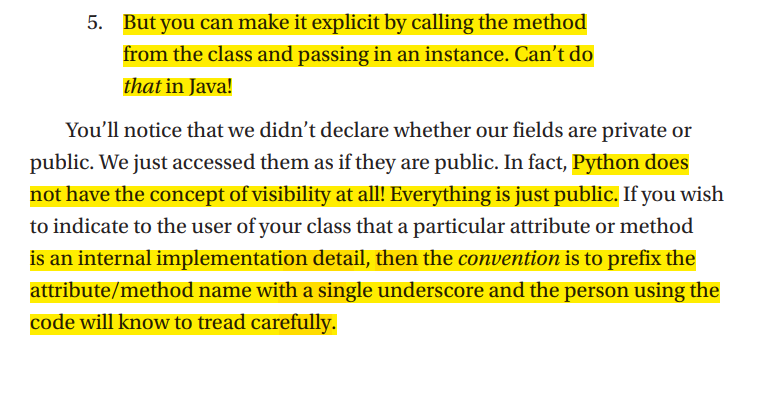 5. But you can make it explicit by calling the method
from the class and passing in an instance. Can’t do
that in Java!
You’ll notice that we didn’t declare whether our fields are private or
public. We just accessed them as if they are public. In fact, Python does
not have the concept of visibility at all! Everything is just public. If you wish
to indicate to the user of your class that a particular attribute or method
is an internal implementation detail, then the convention is to prefix the
attribute/method name with a single underscore and the person using the
code will know to tread carefully.